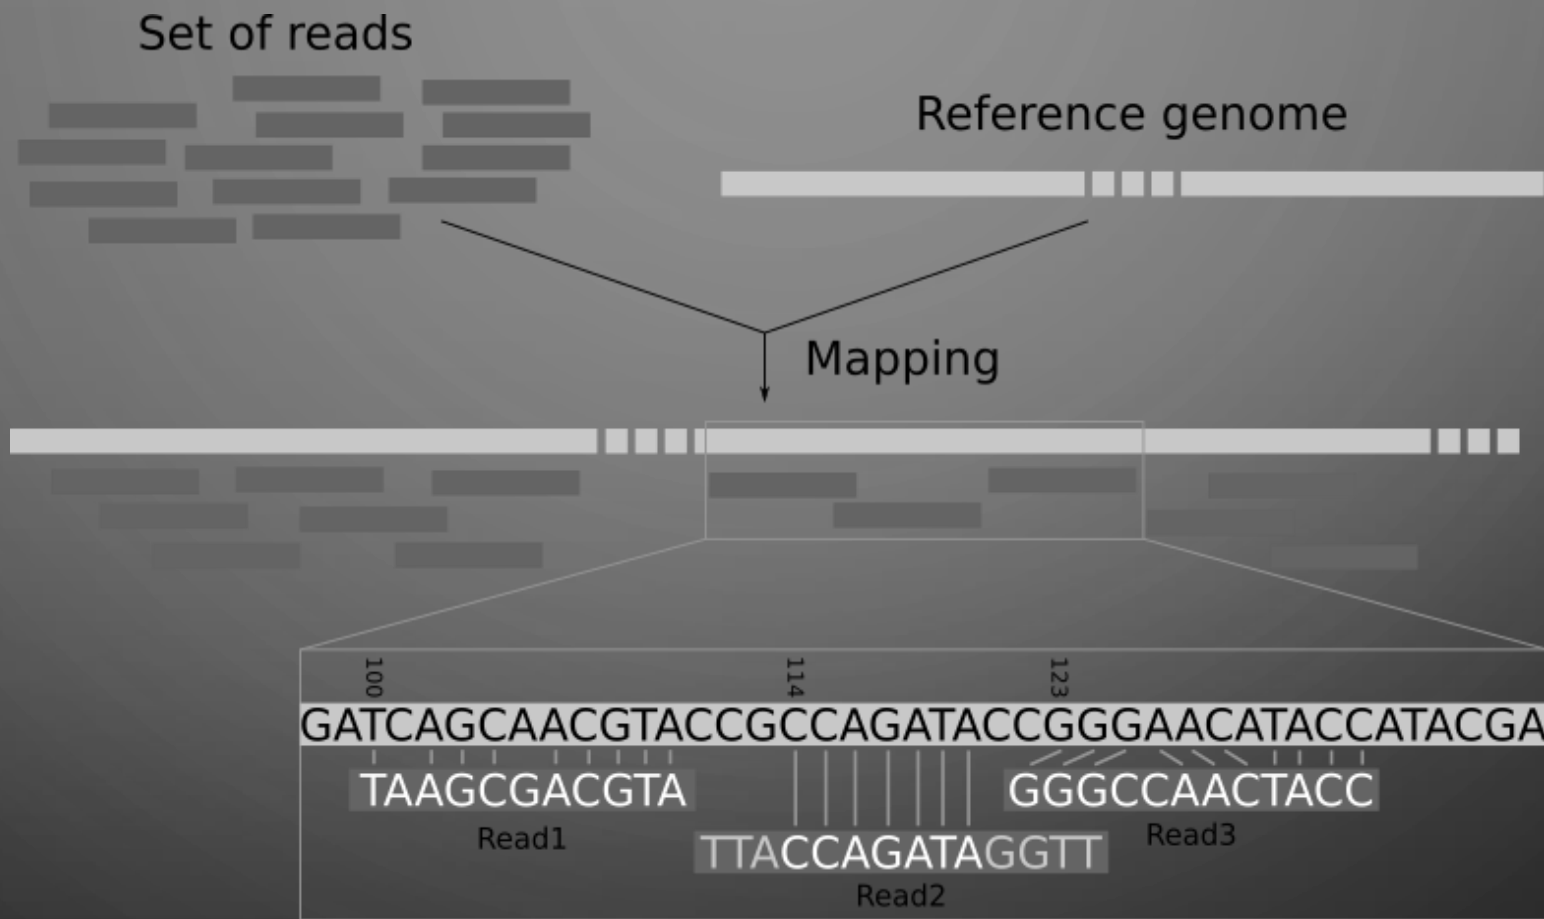 Set of reads
Reference genome
Mapping
100
114
123
GATCAGCAACGTACCGCCAGATACCGGGAACATACCATACGA
TAAGCGACGTA
GGGCCAACTACC
Read1
Read3
TTACCAGATAGGTT
Read2